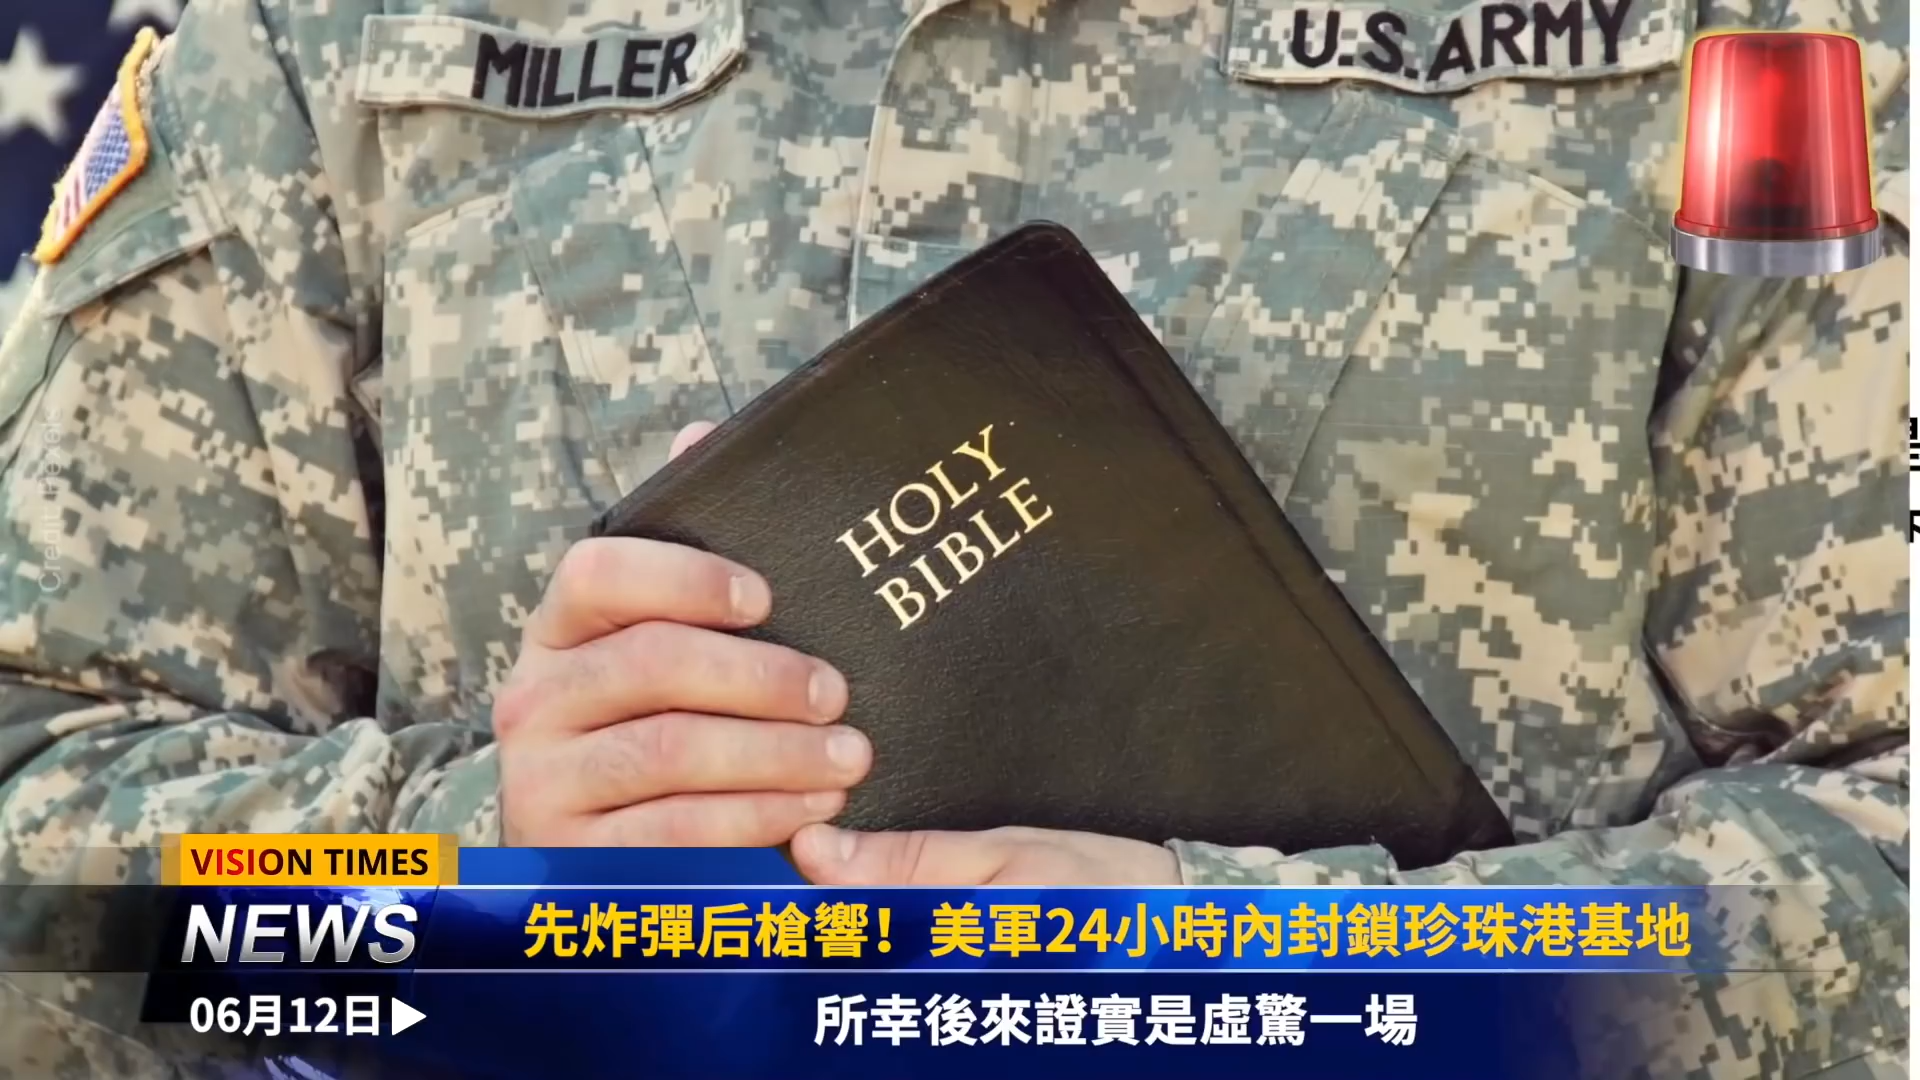 MILLER
U.S. ARMY
HOLY
BIBLE
Credit Pexels
VISION TIMES
NEWS
先炸彈后槍響！美軍24小時內封鎖珍珠港基地
06月12日
所幸後來證實是虛驚一場